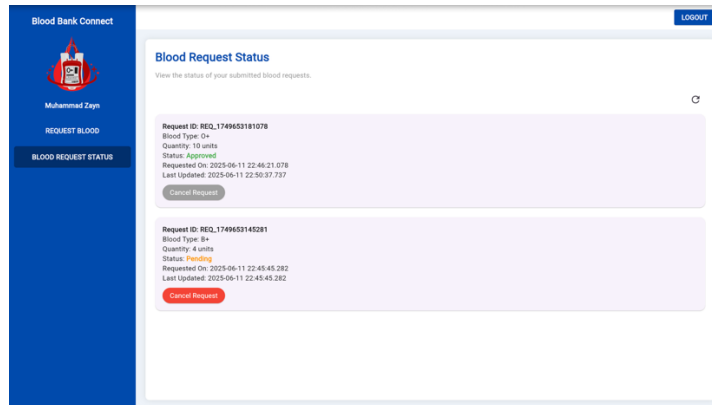 Blood Bank Connect
LOGOUT
Muhammad Zayn
REQUEST BLOOD
BLOOD REQUEST STATUS
Blood Request Status
View the status of your submitted blood requests.
Request ID: REQ_1749653181078
Blood Type: O+
Quantity: 10 units
Status: Approved
Requested On: 2025-06-11 22:46:21.078
Last Updated: 2025-06-11 22:50:37.737
Cancel Request
Request ID: REQ_1749653145281
Blood Type: B+
Quantity: 4 units
Status: Pending
Requested On: 2025-06-11 22:45:45.282
Last Updated: 2025-06-11 22:45:45.282
Cancel Request